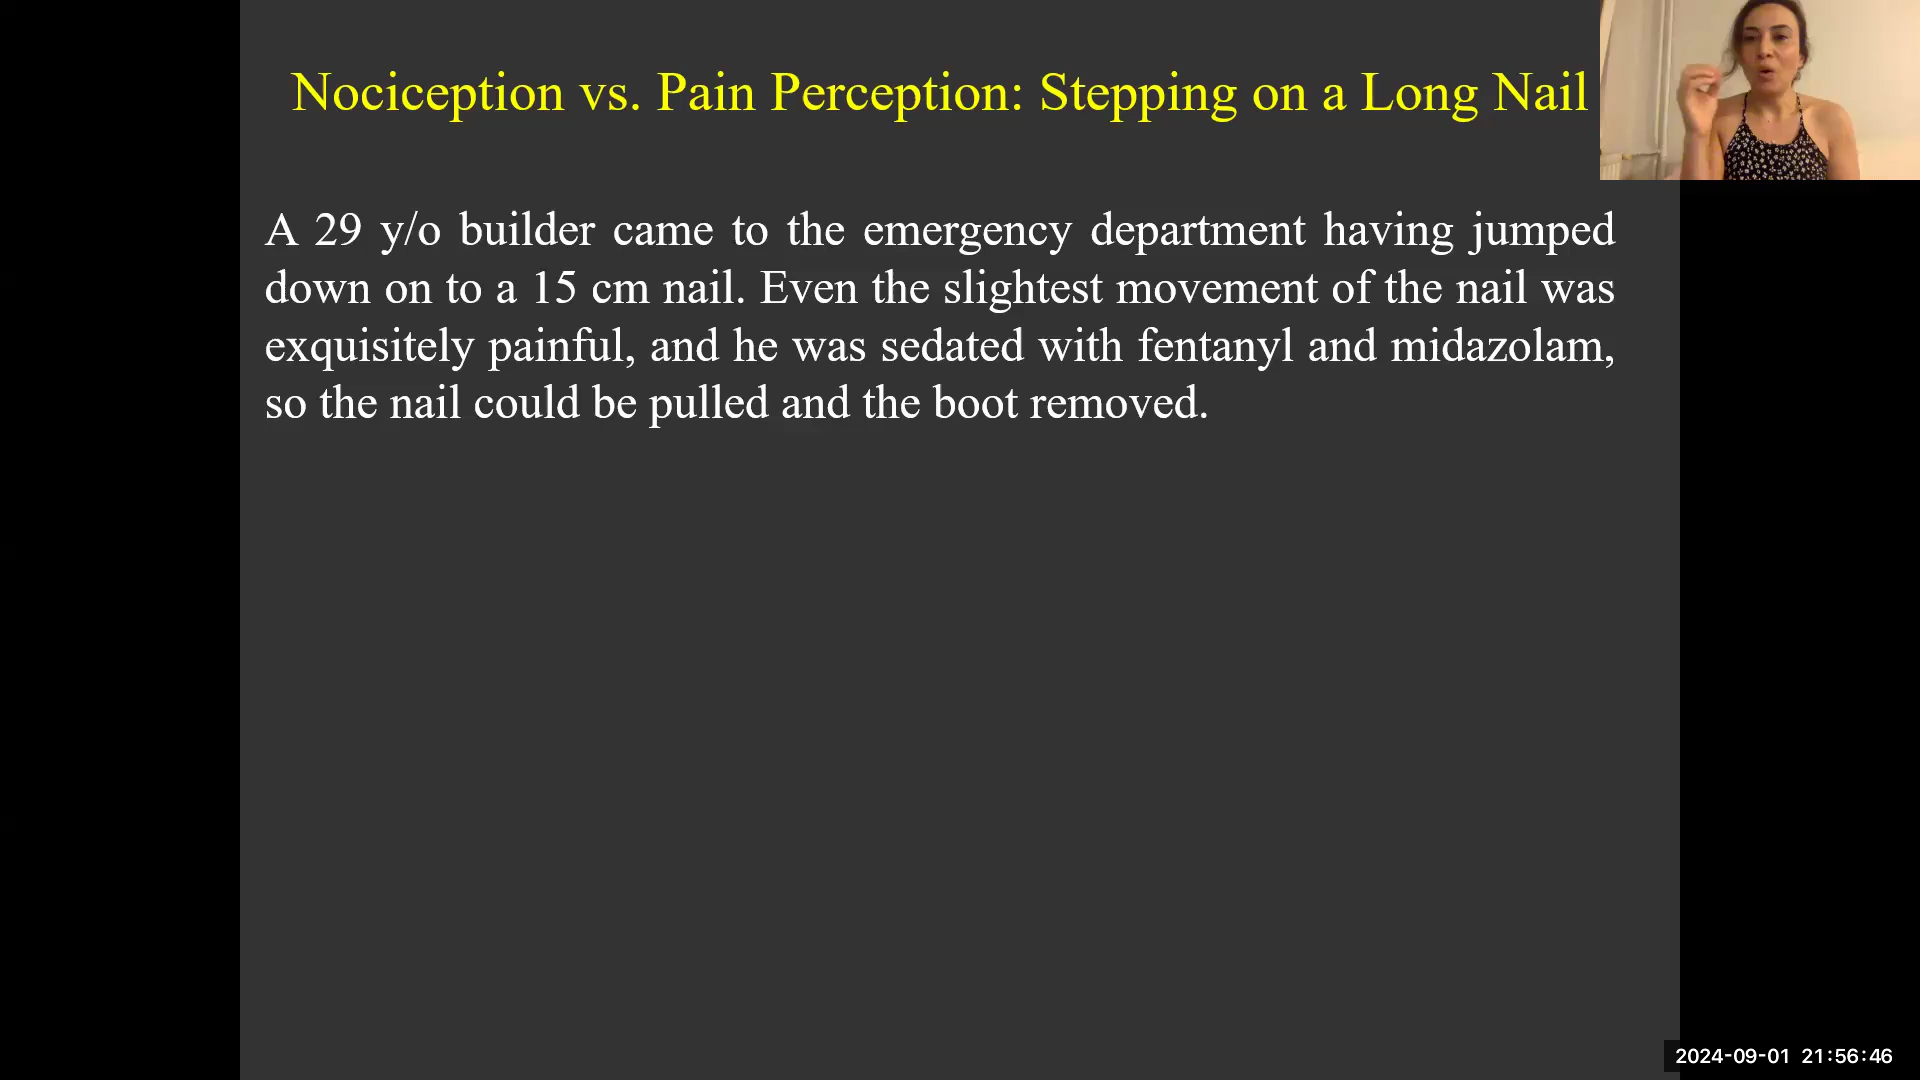 Nociception vs. Pain Perception: Stepping on a Long Nail
A 29 y/o builder came to the emergency department having jumped
down on to a 15 cm nail. Even the slightest movement of the nail was
exquisitely painful, and he was sedated with fentanyl and midazolam,
so the nail could be pulled and the boot removed.
2024-09-01 21:56:46